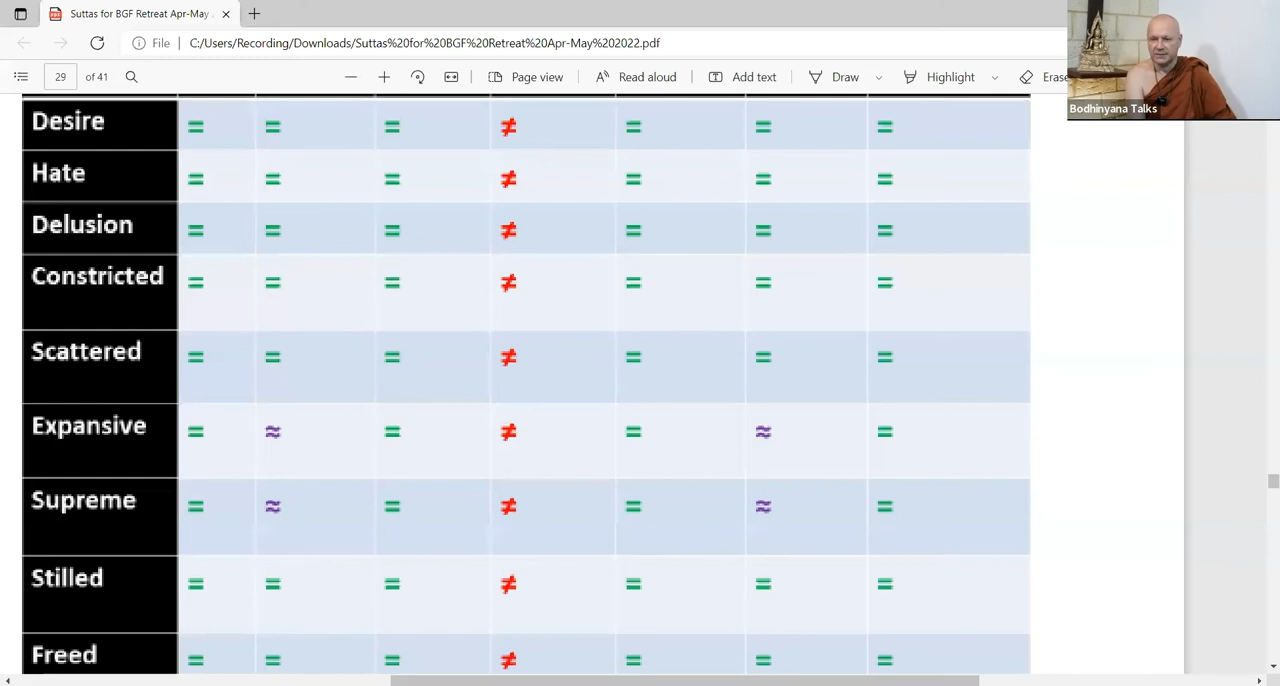 Suttas for BGF Retreat Apr-May
File C:/Users/Recording/Downloads/Suttas%20for%20BGF%20Retreat%20Apr-May%202022.pdf
29 of 41 Page view Read aloud Add text Draw Highlight Erase
Bodhinyana Talks
Desire = = = ≠ = = =
Hate = = = ≠ = = =
Delusion = = = ≠ = = =
Constricted = = = ≠ = = =
Scattered = = = ≠ = = =
Expansive = ≈ = ≠ = ≈ =
Supreme = ≈ = ≠ = ≈ =
Stilled = = = ≠ = = =
Freed = = = ≠ = = =